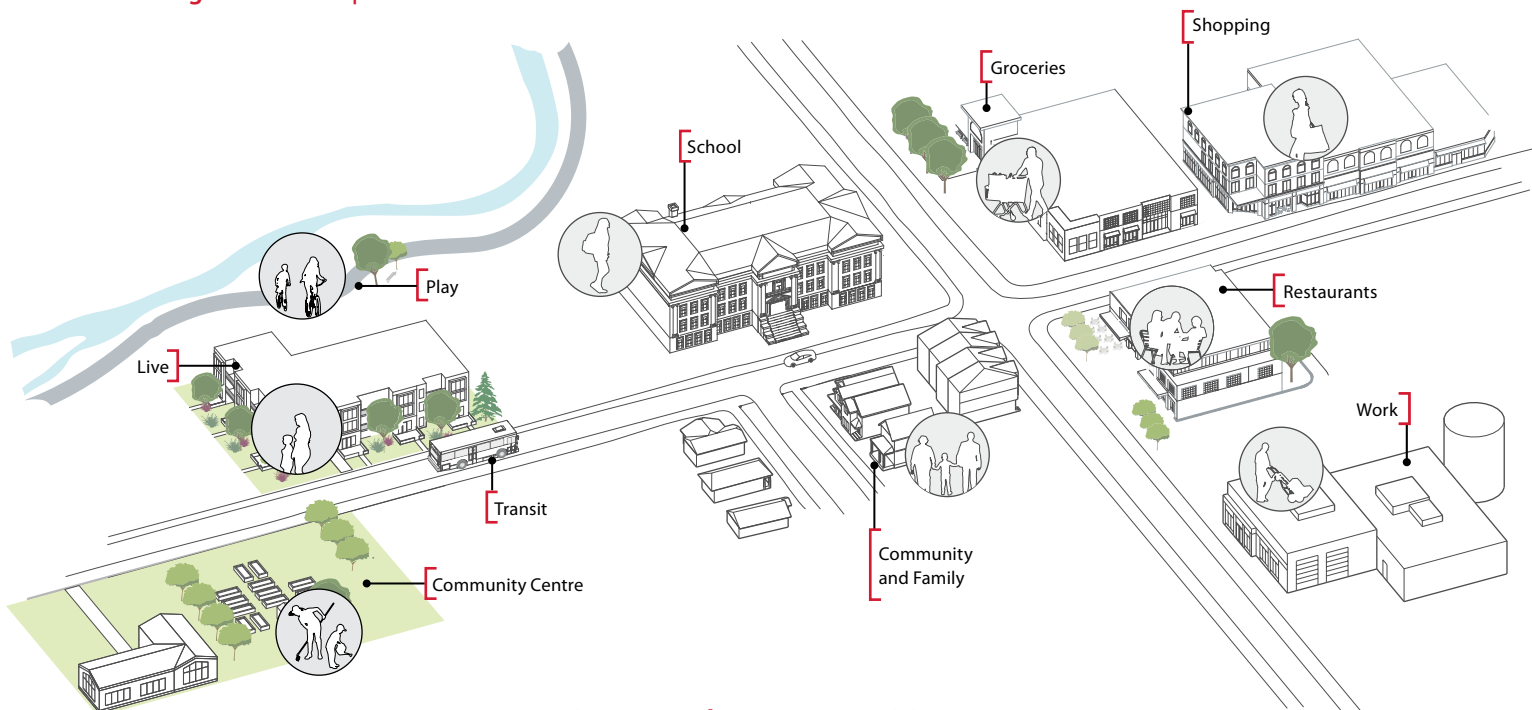 Shopping
Groceries
School
Play
Restaurants
Live
Work
Transit
Community
and Family
Community Centre